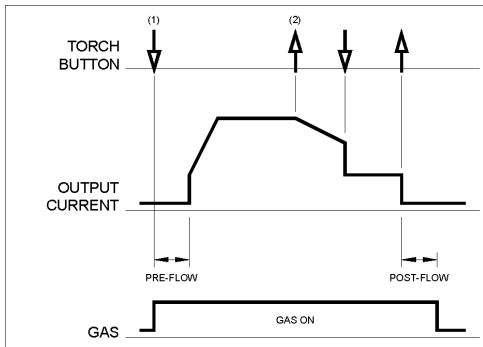 (1)
(2)
TORCH
BUTTON
OUTPUT
CURRENT
PRE-FLOW
POST-FLOW
GAS ON
GAS